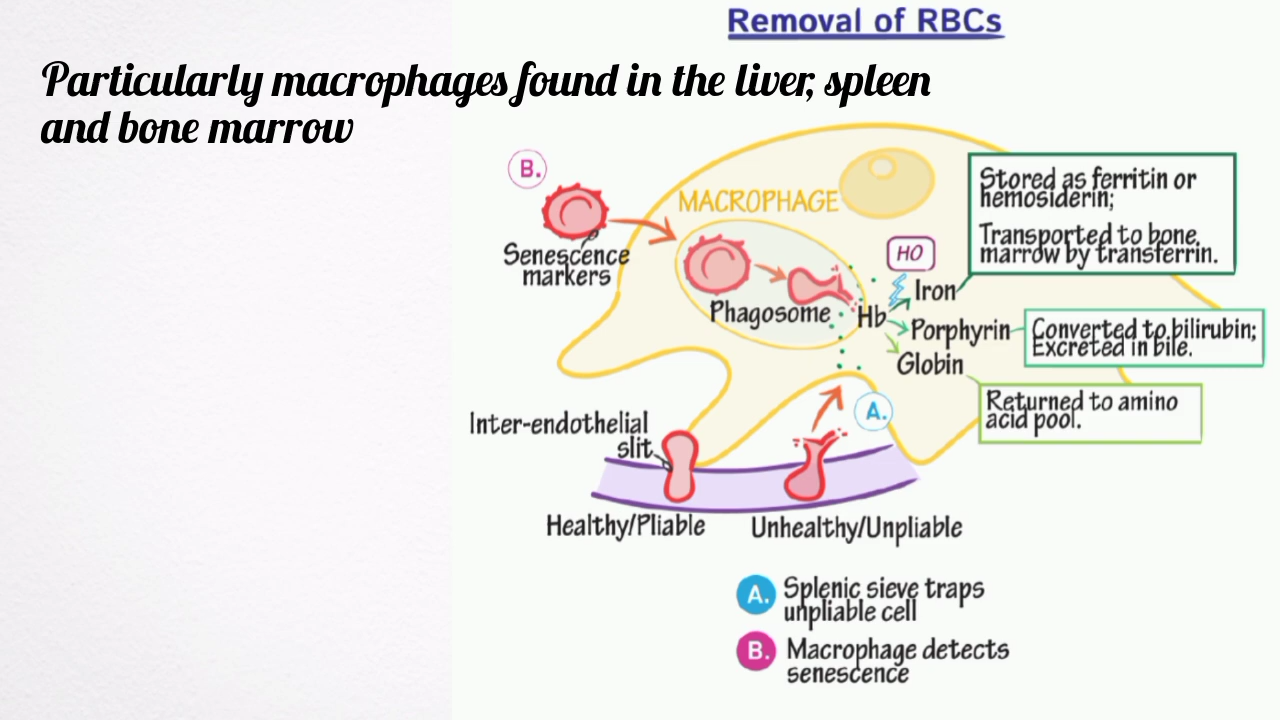 Removal of RBCs
Particularly macrophages found in the liver, spleen
and bone marrow
B.
MACROPHAGE
Senescence
markers
Phagosome
HO
Hb
Iron
Porphyrin
Globin
Stored as ferritin or
hemosiderin;
Transported to bone
marrow by transferrin.
Converted to bilirubin;
Excreted in bile.
Returned to amino
acid pool.
A.
Inter-endothelial
slit
Healthy/Pliable
Unhealthy/Unpliable
A. Splenic sieve traps
unpliable cell
B. Macrophage detects
senescence